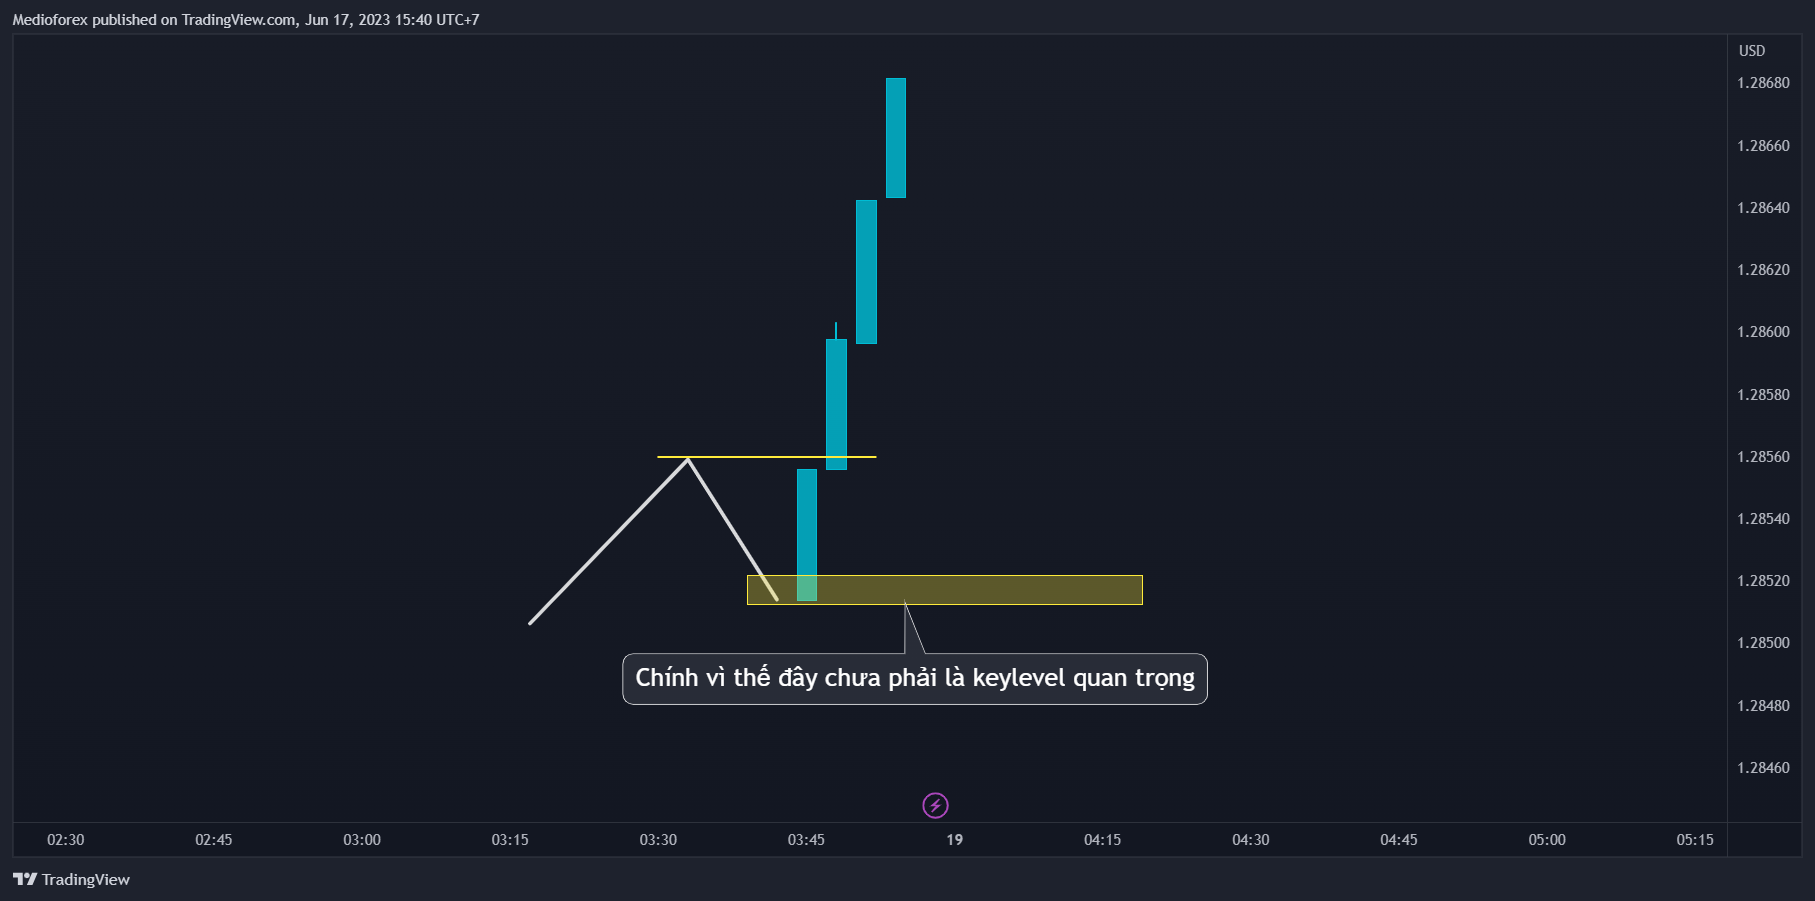 Medioforex published on TradingView.com, Jun 17, 2023 15:40 UTC+7
USD
1.28680
1.28660
1.28640
1.28620
1.28600
1.28580
1.28560
1.28540
1.28520
1.28500
Chính vì thế đây chưa phải là keylevel quan trọng
1.28480
1.28460
02:30 02:45 03:00 03:15 03:30 03:45 19 04:15 04:30 04:45 05:00 05:15
TradingView